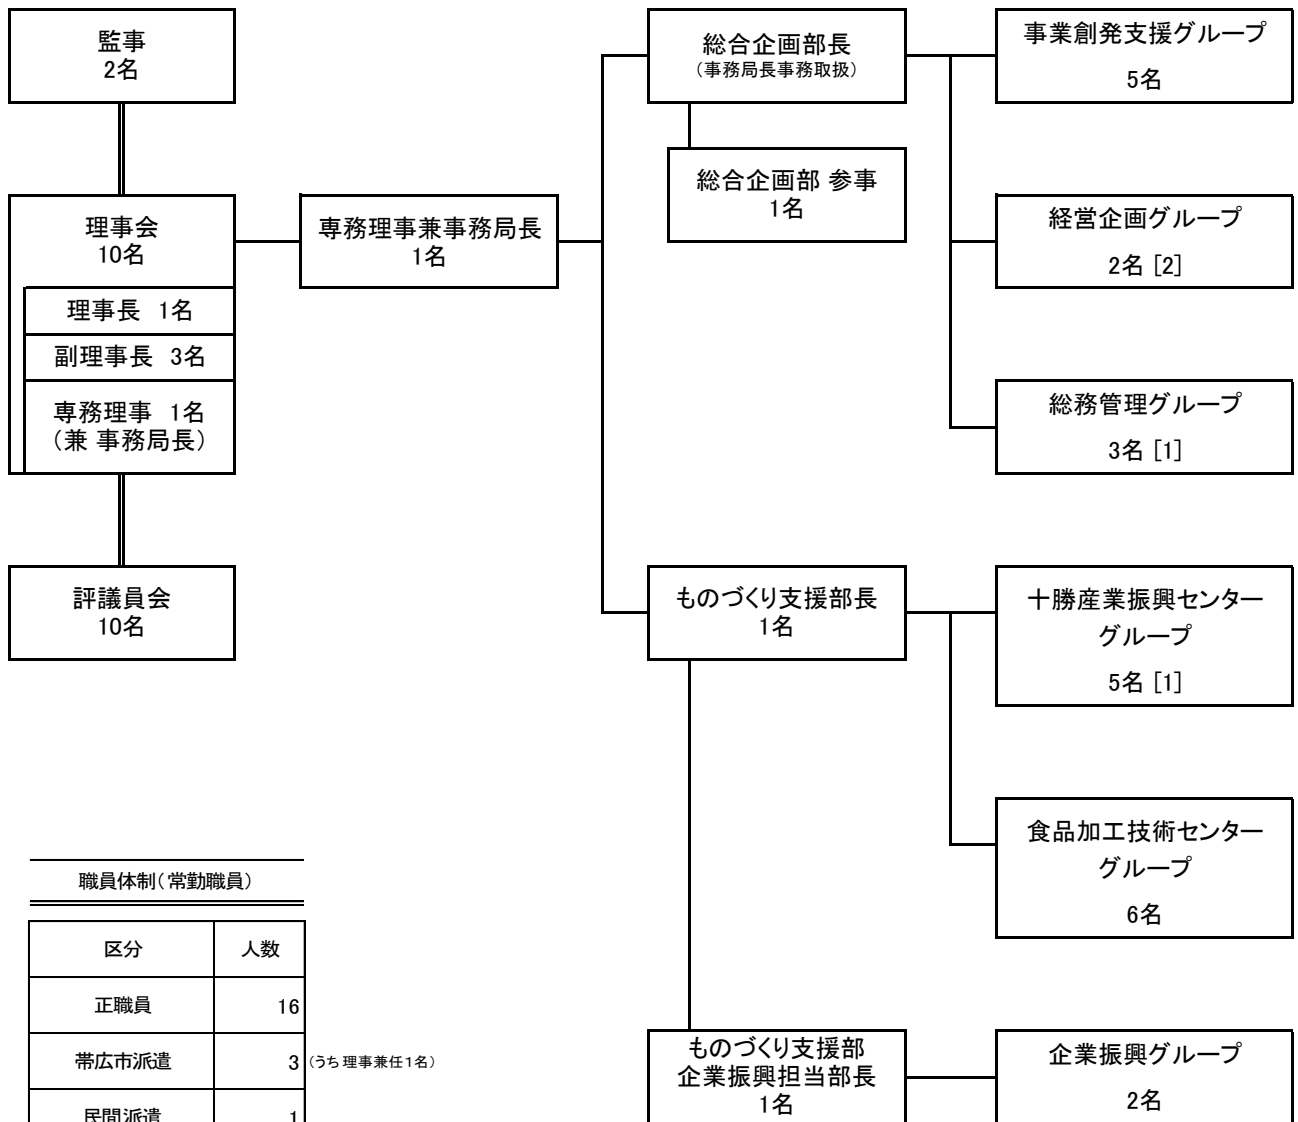 監事
2名
理事会
10名
理事長 1名
副理事長 3名
専務理事 1名
（兼 事務局長）
評議員会
10名
専務理事兼事務局長
1名
総合企画部長
（事務局長事務取扱）
総合企画部 参事
1名
事業創発支援グループ
5名
経営企画グループ
2名 [2]
総務管理グループ
3名 [1]
ものづくり支援部長
1名
十勝産業振興センター
グループ
5名 [1]
食品加工技術センター
グループ
6名
ものづくり支援部
企業振興担当部長
1名
企業振興グループ
2名
職員体制（常勤職員）
区分 人数
正職員 16
帯広市派遣 3 （うち理事兼任1名）
民間派遣 1